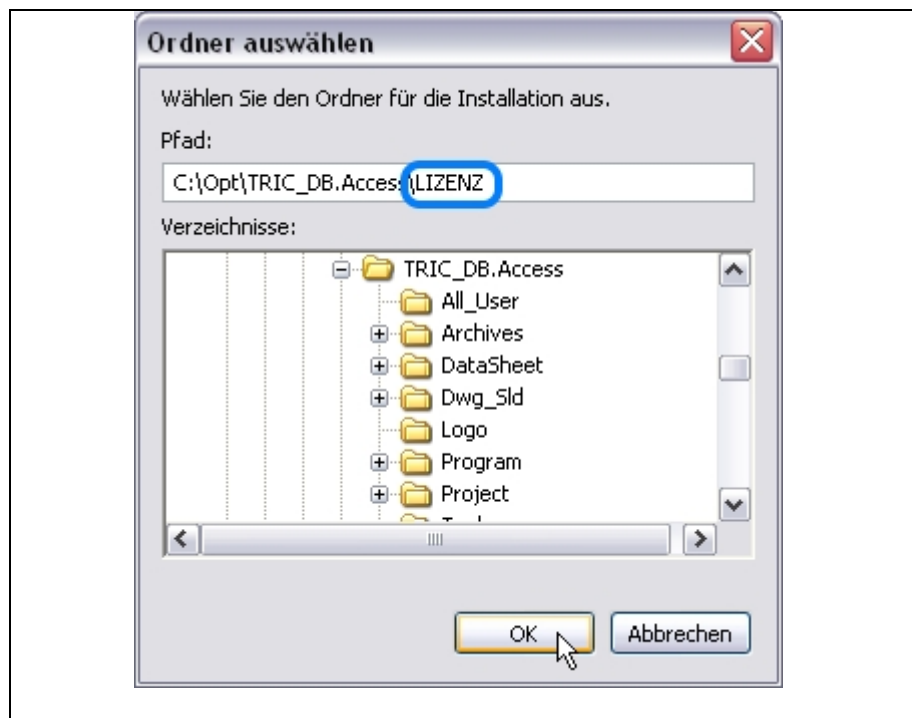 Ordner auswählen
Wählen Sie den Ordner für die Installation aus.
Pfad:
C:\Opt\TRIC_DB.Access\LIZENZ
Verzeichnisse:
TRIC_DB.Access
All_User
Archives
DataSheet
Dwg_Sld
Logo
Program
Project
OK
Abbrechen